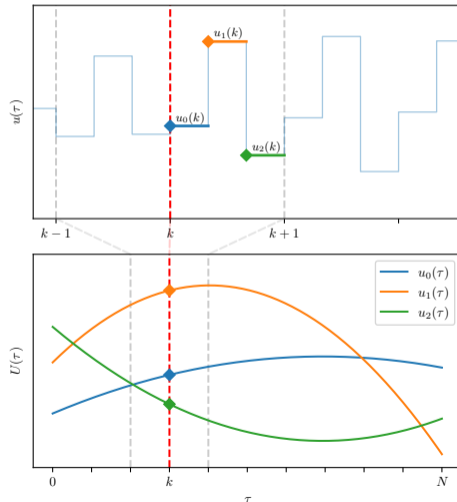 u₁(k)
u₀(k)
u₂(k)
u(τ)
k − 1
k
k + 1
u₀(τ)
u₁(τ)
u₂(τ)
U(τ)
0
k
N
τ